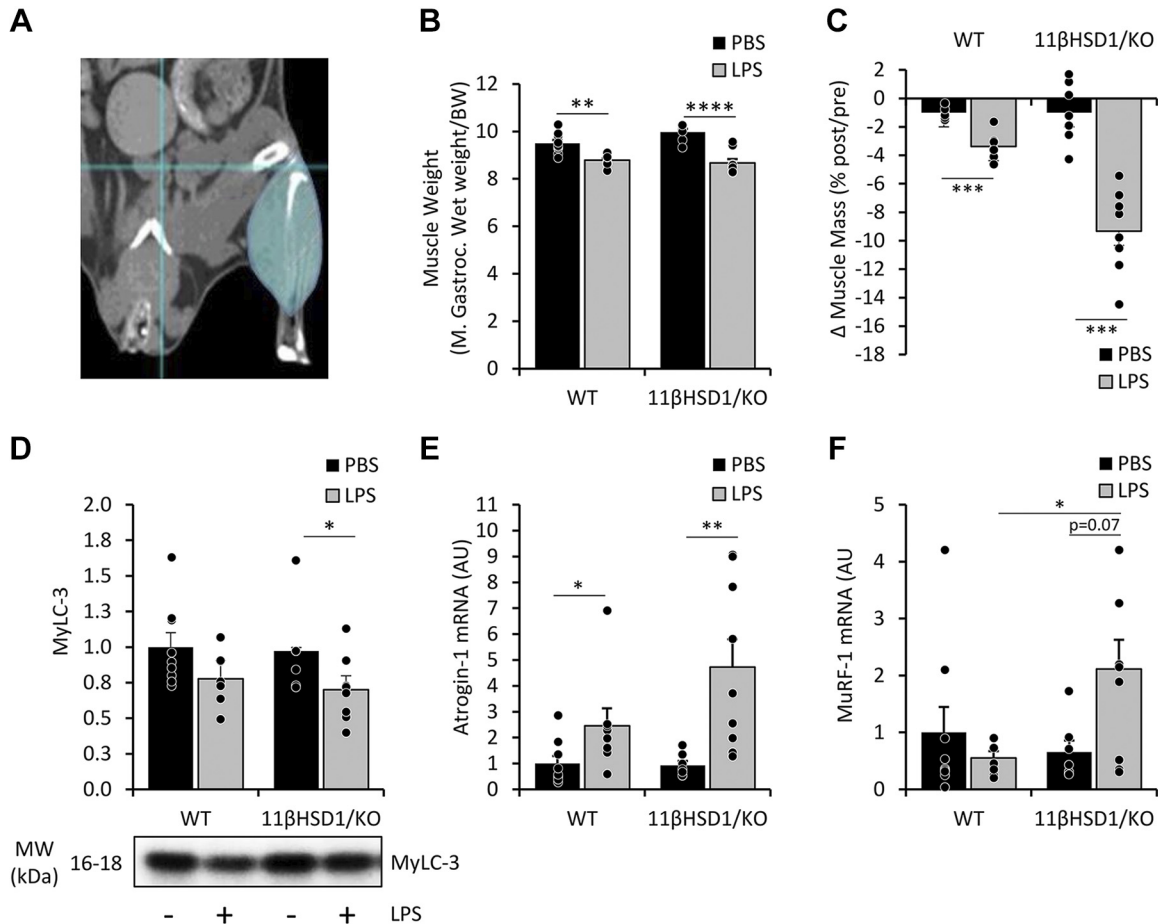 A
B
PBS
LPS
Muscle Weight
(M. Gastroc. Wet weight/BW)
12
10
8
6
4
2
0
**
****
WT
11βHSD1/KO
C
WT
11βHSD1/KO
Δ Muscle Mass (% post/pre)
2
0
-2
-4
-6
-8
-10
-12
-14
-16
-18
***
***
PBS
LPS
D
PBS
LPS
MyLC-3
2.0
1.8
1.5
1.3
1.0
0.8
0.5
0.3
0.0
*
WT
11βHSD1/KO
MW
(kDa)
16-18
MyLC-3
- + - + LPS
E
PBS
LPS
Atrogin-1 mRNA (AU)
11
10
9
8
7
6
5
4
3
2
1
0
*
**
WT
11βHSD1/KO
F
PBS
LPS
MuRF-1 mRNA (AU
5
4
3
2
1
0
*
p=0.07
WT
11βHSD1/KO